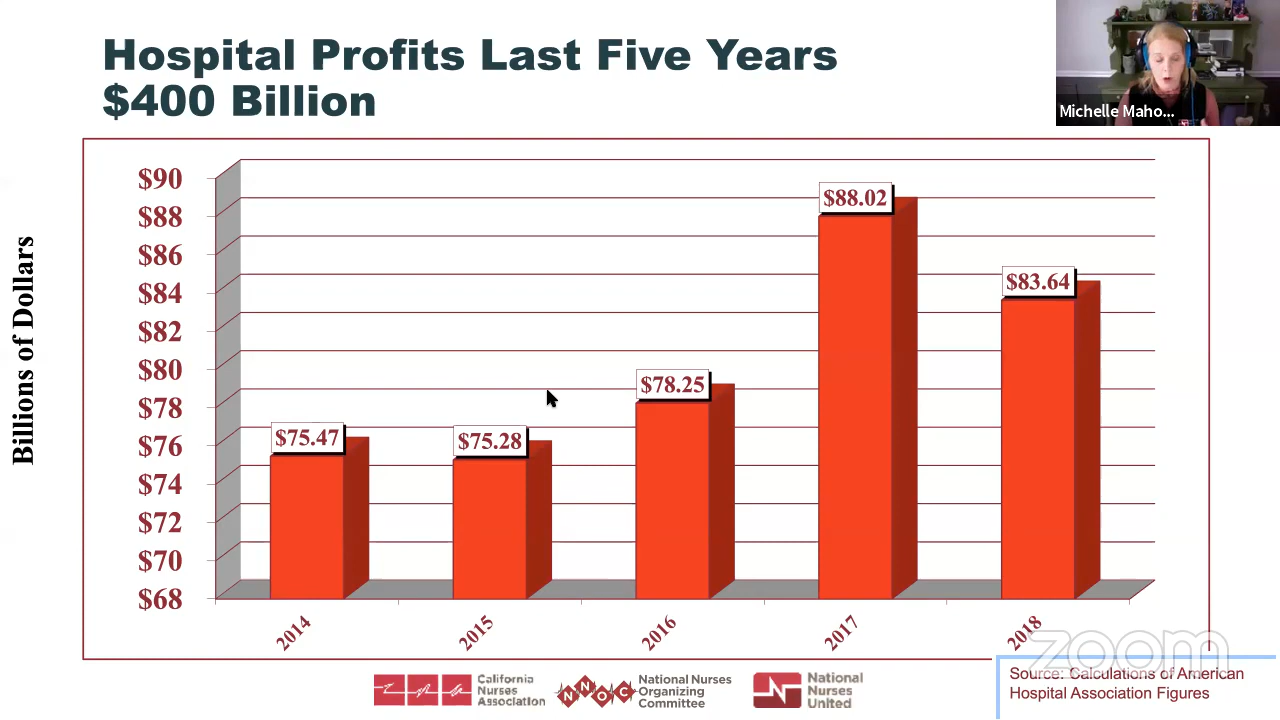 Hospital Profits Last Five Years
$400 Billion
Michelle Maho...
Billions of Dollars
$90
$88
$86
$84
$82
$80
$78
$76
$74
$72
$70
$68
$75.47
$75.28
$78.25
$88.02
$83.64
2014
2015
2016
2017
2018
zoom
California
Nurses
Association
NNOC
National Nurses
Organizing
Committee
National
Nurses
United
Source: Calculations of American
Hospital Association Figures